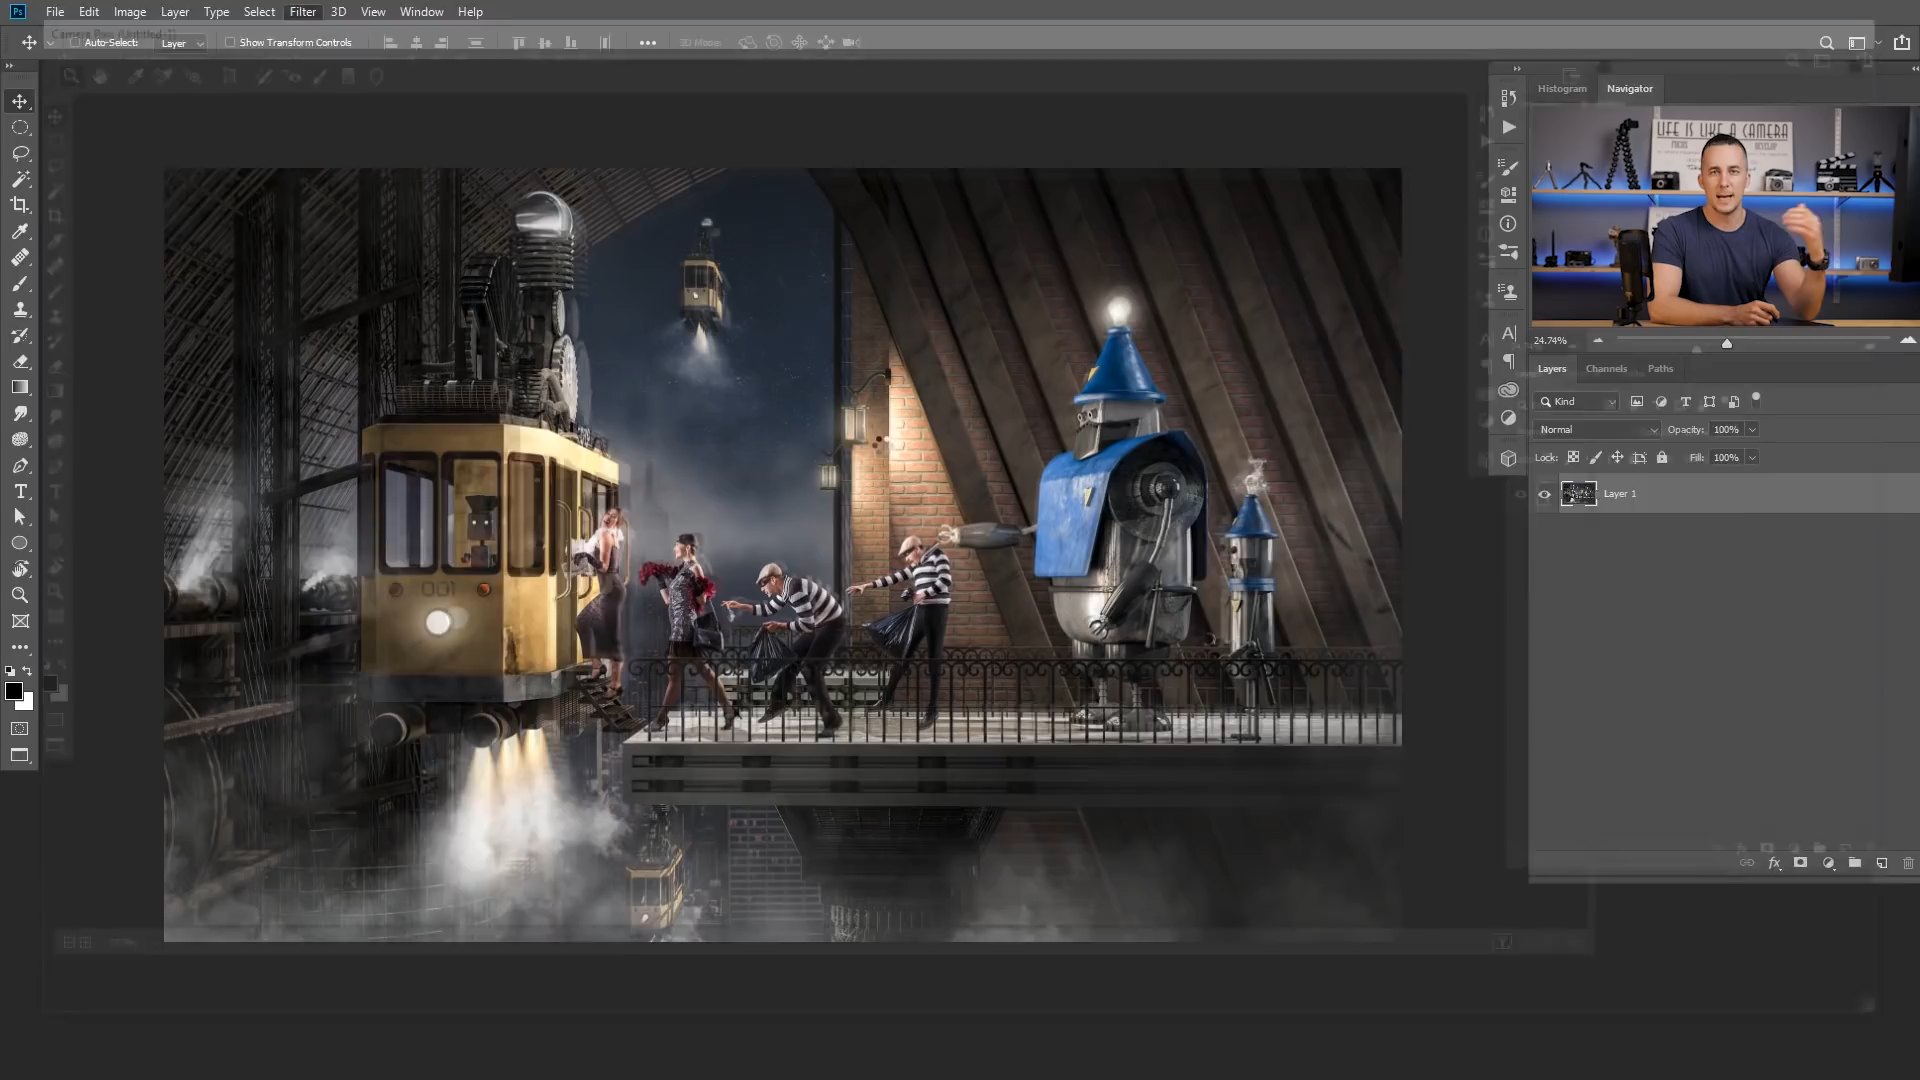 Ps File Edit Image Layer Type Select Filter 3D View Window Help
Auto-Select: Layer Show Transform Controls 3D Mode:
Histogram Navigator
LIFE IS LIKE A CAMERA
24.74%
Layers Channels Paths
Kind
Normal Opacity: 100%
Lock: Fill: 100%
Layer 1
001